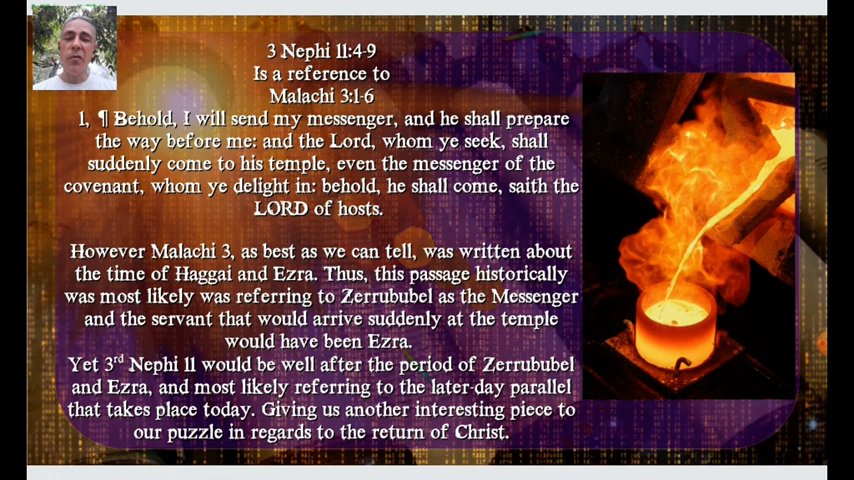 3 Nephi 11:4-9
Is a reference to
Malachi 3:1-6
1, ¶ Behold, I will send my messenger, and he shall prepare
the way before me: and the Lord, whom ye seek, shall
suddenly come to his temple, even the messenger of the
covenant, whom ye delight in: behold, he shall come, saith the
LORD of hosts.
However Malachi 3, as best as we can tell, was written about
the time of Haggai and Ezra. Thus, this passage historically
was most likely was referring to Zerrububel as the Messenger
and the servant that would arrive suddenly at the temple
would have been Ezra.
Yet 3rd Nephi 11 would be well after the period of Zerrububel
and Ezra, and most likely referring to the later-day parallel
that takes place today. Giving us another interesting piece to
our puzzle in regards to the return of Christ.